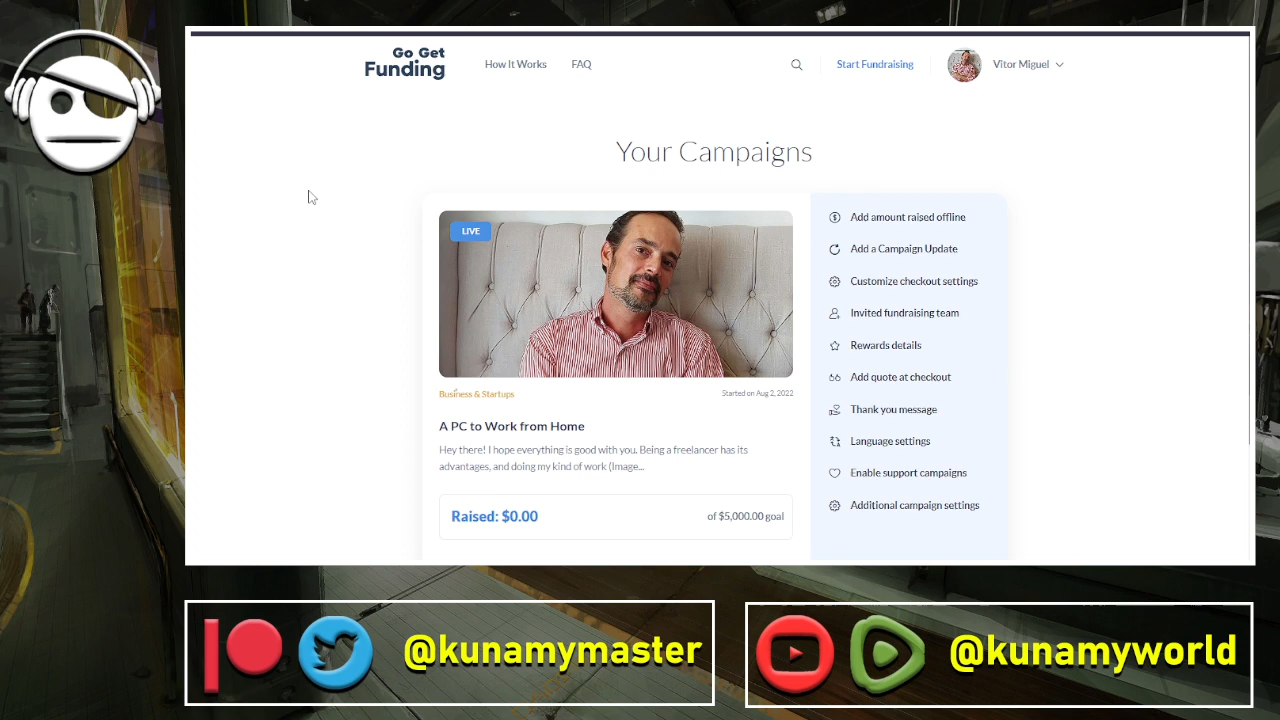 Go Get
Funding
How It Works
FAQ
Start Fundraising
Vitor Miguel
Your Campaigns
LIVE
Business & Startups
Started on Aug 2, 2022
A PC to Work from Home
Hey there! I hope everything is good with you. Being a freelancer has its
advantages, and doing my kind of work (Image...
Raised: $0.00
of $5,000.00 goal
Add amount raised offline
Add a Campaign Update
Customize checkout settings
Invited fundraising team
Rewards details
Add quote at checkout
Thank you message
Language settings
Enable support campaigns
Additional campaign settings
@kunamymaster
@kunamyworld